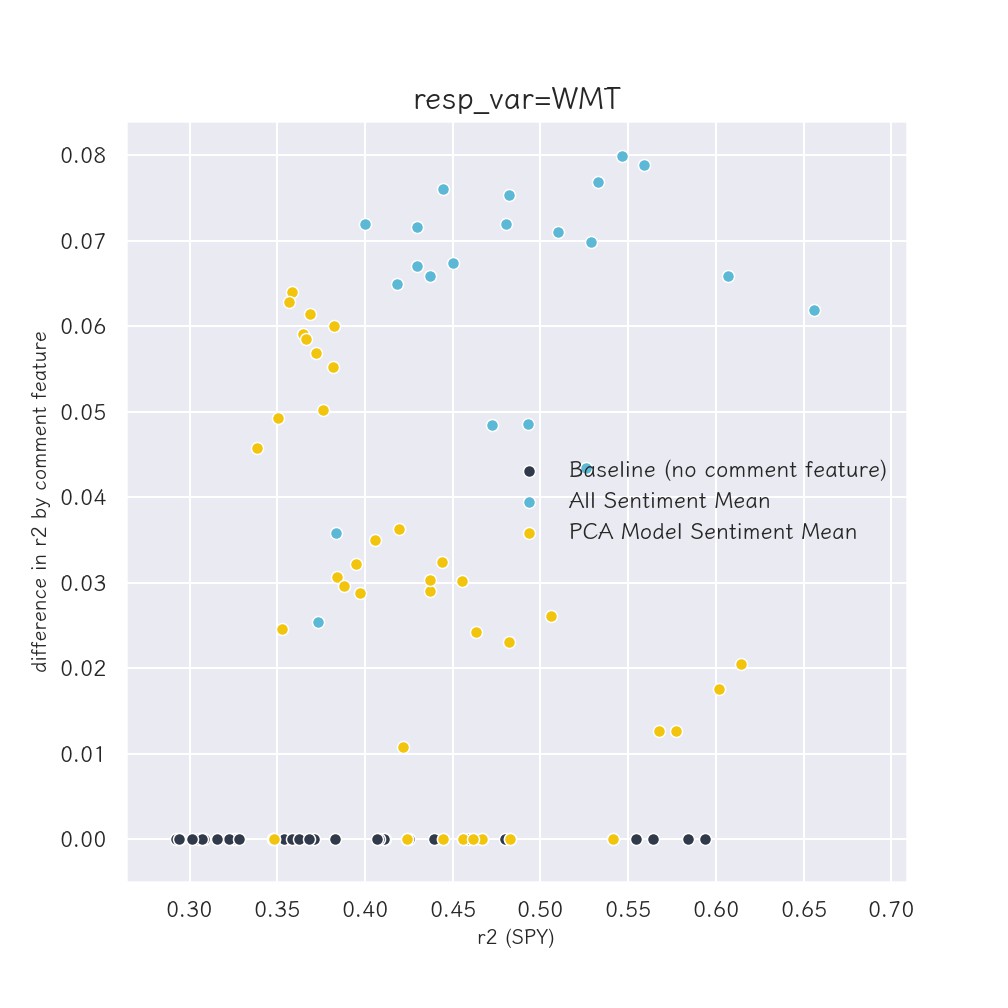 resp_var=WMT
0.08
0.07
0.06
0.05
0.04
0.03
0.02
0.01
0.00
difference in r2 by comment feature
Baseline (no comment feature)
All Sentiment Mean
PCA Model Sentiment Mean
0.30 0.35 0.40 0.45 0.50 0.55 0.60 0.65 0.70
r2 (SPY)